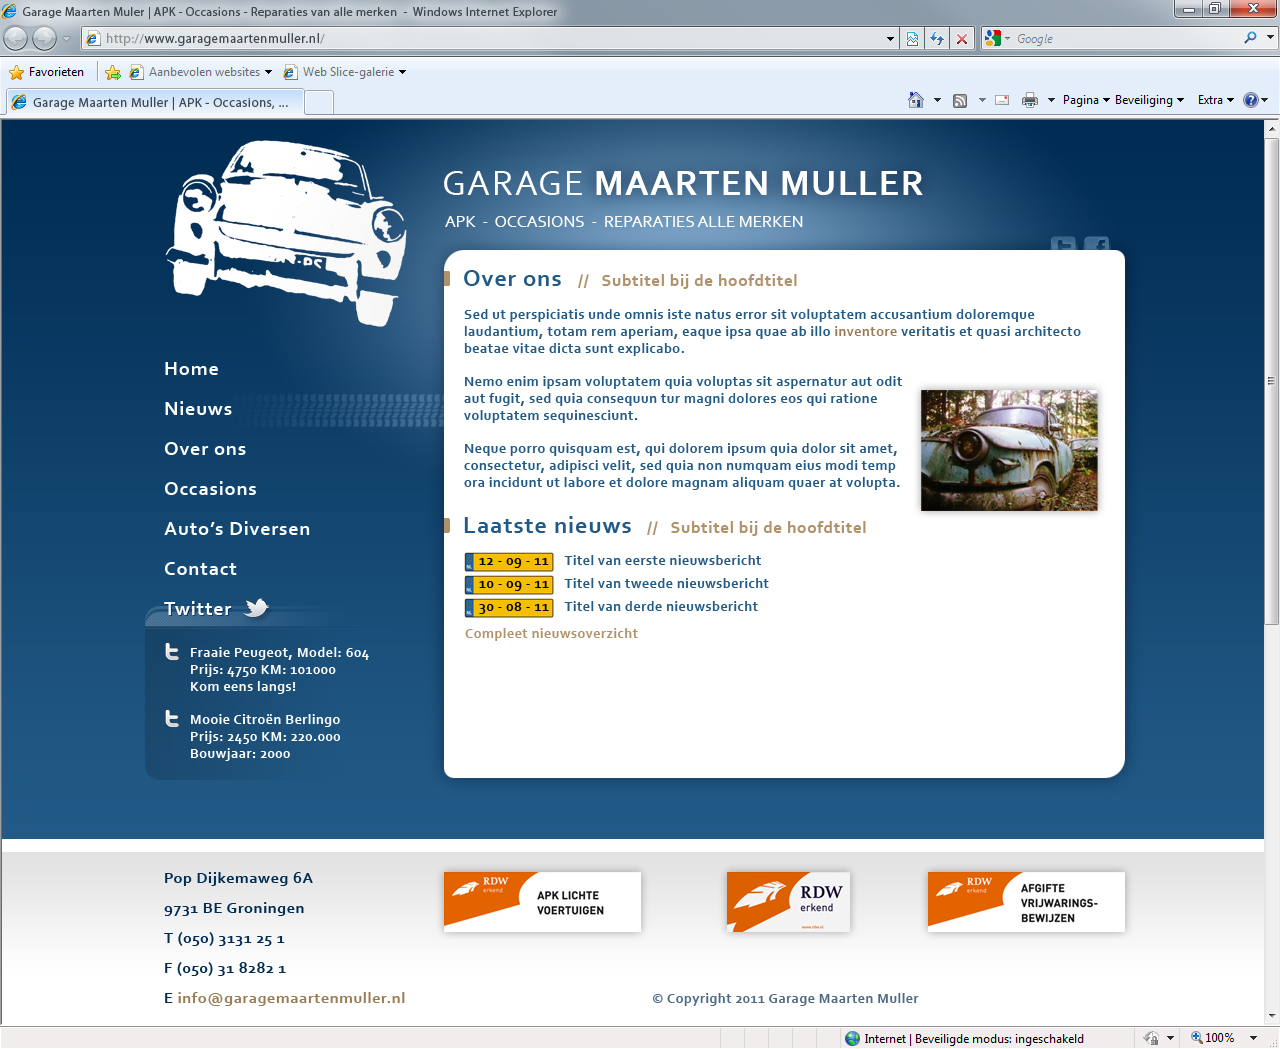 Garage Maarten Muler | APK - Occasions - Reparaties van alle merken - Windows Internet Explorer
http://www.garagemaartenmuller.nl/
Google
Favorieten
Aanbevolen websites
Web Slice-galerie
Garage Maarten Muller | APK - Occasions, ...
Pagina
Beveiliging
Extra
GARAGE MAARTEN MULLER
APK - OCCASIONS - REPARATIES ALLE MERKEN
Home
Nieuws
Over ons
Occasions
Auto's Diversen
Contact
Twitter
Fraaie Peugeot, Model: 604
Prijs: 4750 KM: 101000
Kom eens langs!
Mooie Citroën Berlingo
Prijs: 2450 KM: 220.000
Bouwjaar: 2000
Over ons // Subtitel bij de hoofdtitel
Sed ut perspiciatis unde omnis iste natus error sit voluptatem accusantium doloremque
laudantium, totam rem aperiam, eaque ipsa quae ab illo inventore veritatis et quasi architecto
beatae vitae dicta sunt explicabo.
Nemo enim ipsam voluptatem quia voluptas sit aspernatur aut odit
aut fugit, sed quia consequun tur magni dolores eos qui ratione
voluptatem sequinesciunt.
Neque porro quisquam est, qui dolorem ipsum quia dolor sit amet,
consectetur, adipisci velit, sed quia non numquam eius modi temp
ora incidunt ut labore et dolore magnam aliquam quaer at volupta.
Laatste nieuws // Subtitel bij de hoofdtitel
NL 12 - 09 - 11 Titel van eerste nieuwsbericht
NL 10 - 09 - 11 Titel van tweede nieuwsbericht
NL 30 - 08 - 11 Titel van derde nieuwsbericht
Compleet nieuwsoverzicht
Pop Dijkemaweg 6A
9731 BE Groningen
T (050) 3131 25 1
F (050) 31 8282 1
E info@garagemaartenmuller.nl
RDW
erkend
APK LICHTE
VOERTUIGEN
RDW
erkend
www.rdw.nl
RDW
erkend
AFGIFTE
VRIJWARINGS-
BEWIJZEN
© Copyright 2011 Garage Maarten Muller
Internet | Beveiligde modus: ingeschakeld
100%